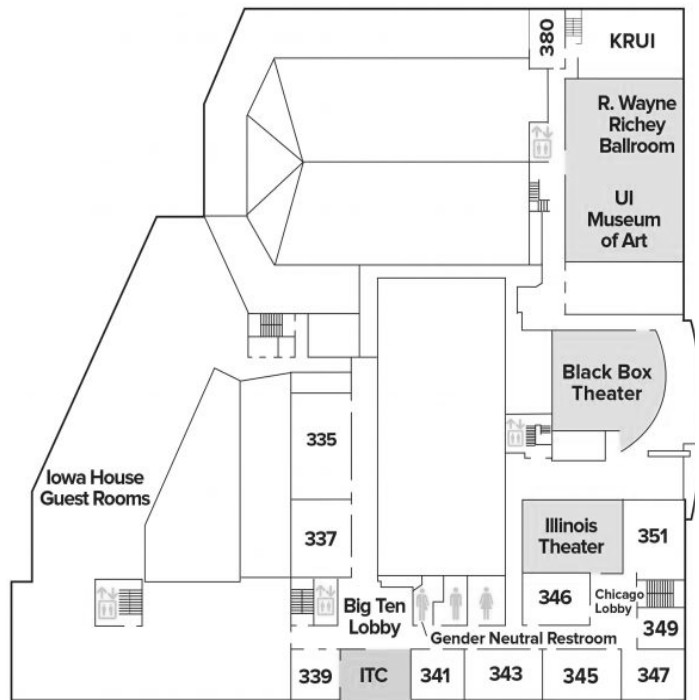 380
KRUI
R. Wayne
Richey
Ballroom
UI
Museum
of Art
Black Box
Theater
335
Iowa House
Guest Rooms
337
Illinois
Theater
351
346
Chicago
Lobby
Big Ten
Lobby
349
Gender Neutral Restroom
339
ITC
341
343
345
347